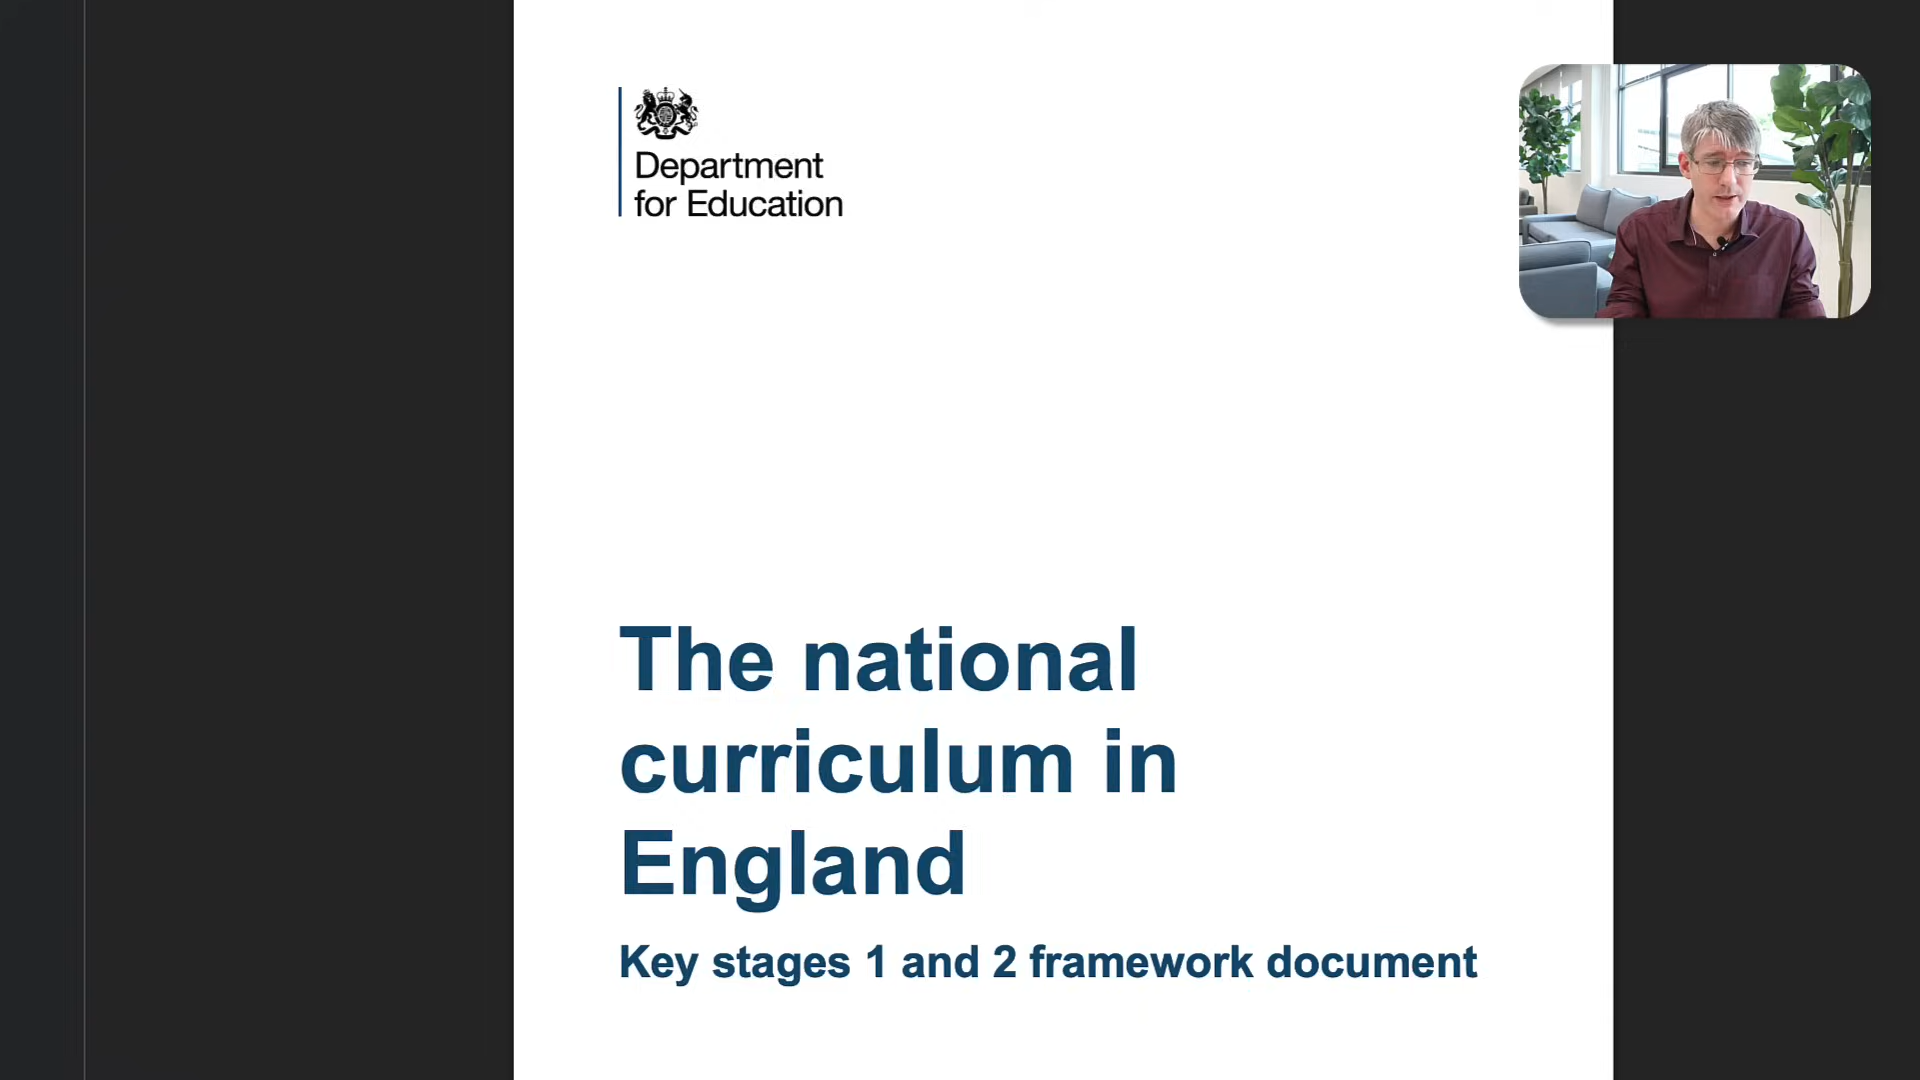 Department
for Education
The national
curriculum in
England
Key stages 1 and 2 framework document